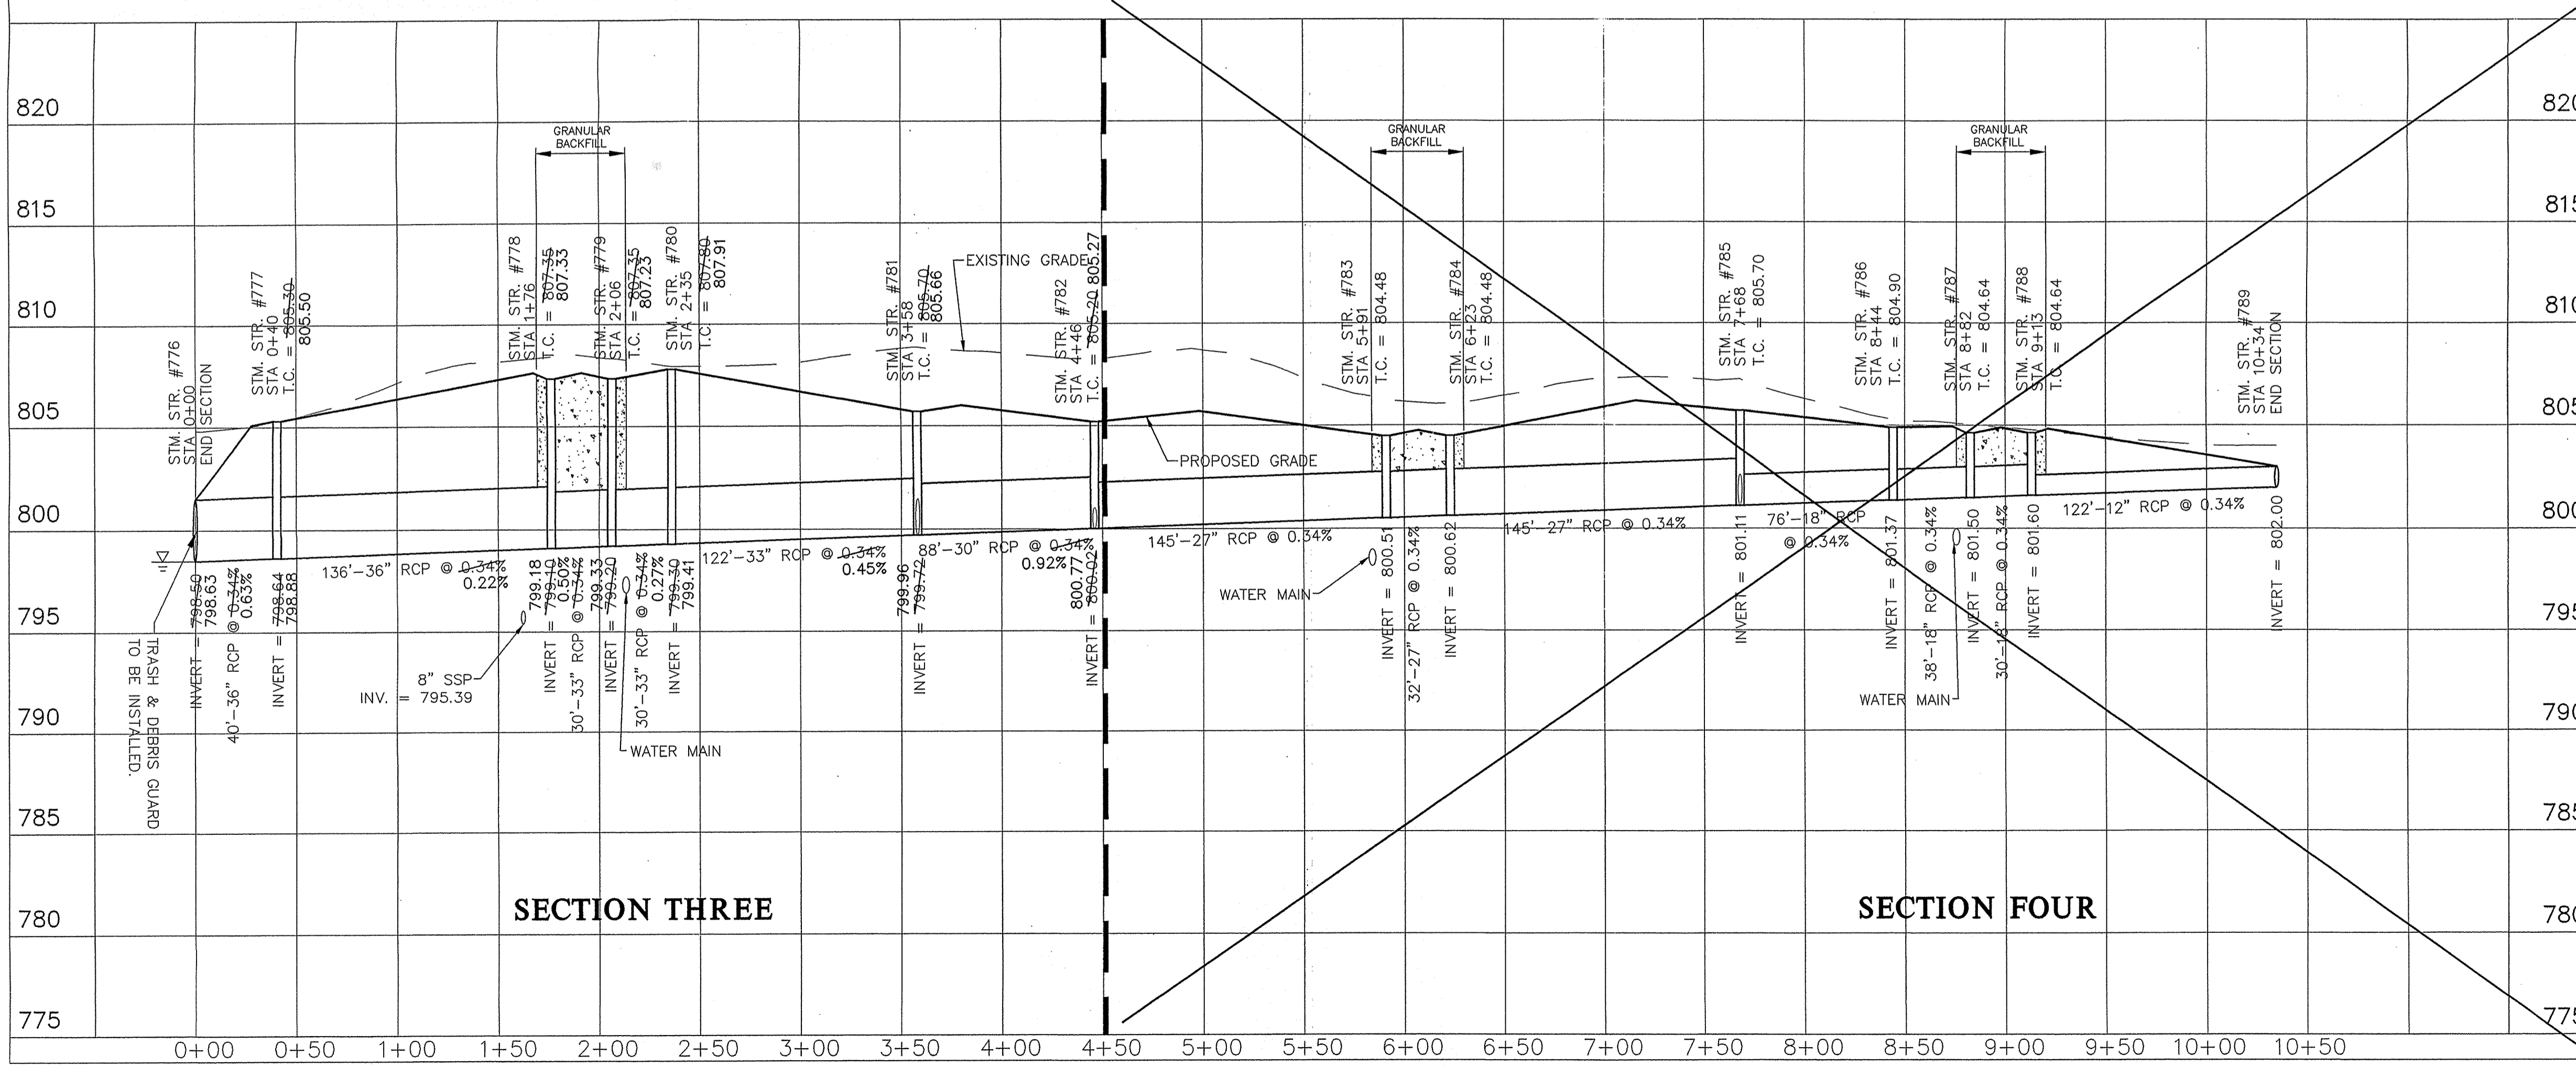 820
815
810
805
800
795
790
785
780
775
GRANULAR
BACKFILL
STM. STR. #776
STA 0+00
END SECTION
STM. STR. #777
STA 0+40
T.C. = 805.30
805.50
STM. STR. #778
STA 1+76
T.C. = 807.35
807.33
STM. STR. #779
STA 2+06
T.C. = 807.35
807.23
STM. STR. #780
STA 2+35
T.C. = 807.80
807.91
STM. STR. #781
STA 3+58
T.C. = 805.70
805.66
EXISTING GRADE
STM. STR. #782
STA 4+46
T.C. = 805.20 805.27
PROPOSED GRADE
GRANULAR
BACKFILL
STM. STR. #783
STA 5+91
T.C. = 804.48
STM. STR. #784
STA 6+23
T.C. = 804.48
STM. STR. #785
STA 7+68
T.C. = 805.70
STM. STR. #786
STA 8+44
T.C. = 804.90
GRANULAR
BACKFILL
STM. STR. #787
STA 8+82
T.C. = 804.64
STM. STR. #788
STA 9+13
T.C. = 804.64
STM. STR. #789
STA 10+34
END SECTION
TRASH & DEBRIS GUARD
TO BE INSTALLED.
INVERT = 798.50
798.63
40'-36" RCP @ 0.34%
0.63%
INVERT = 798.64
798.88
136'-36" RCP @ 0.34%
0.22%
8" SSP
INV. = 795.39
799.18
INVERT = 799.10
0.50%
30'-33" RCP @ 0.34%
799.33
INVERT = 799.20
30'-33" RCP @ 0.34%
0.27%
INVERT = 799.30
799.41
WATER MAIN
122'-33" RCP @ 0.34%
0.45%
799.96
INVERT = 799.72
88'-30" RCP @ 0.34%
0.92%
800.77
INVERT = 800.02
145'-27" RCP @ 0.34%
WATER MAIN
INVERT = 800.51
32'-27" RCP @ 0.34%
INVERT = 800.62
145'-27" RCP @ 0.34%
INVERT = 801.11
76'-18" RCP
@ 0.34%
INVERT = 801.37
38'-18" RCP @ 0.34%
WATER MAIN
INVERT = 801.50
30'-18" RCP @ 0.34%
INVERT = 801.60
122'-12" RCP @ 0.34%
INVERT = 802.00
SECTION THREE
SECTION FOUR
0+00 0+50 1+00 1+50 2+00 2+50 3+00 3+50 4+00 4+50 5+00 5+50 6+00 6+50 7+00 7+50 8+00 8+50 9+00 9+50 10+00 10+50